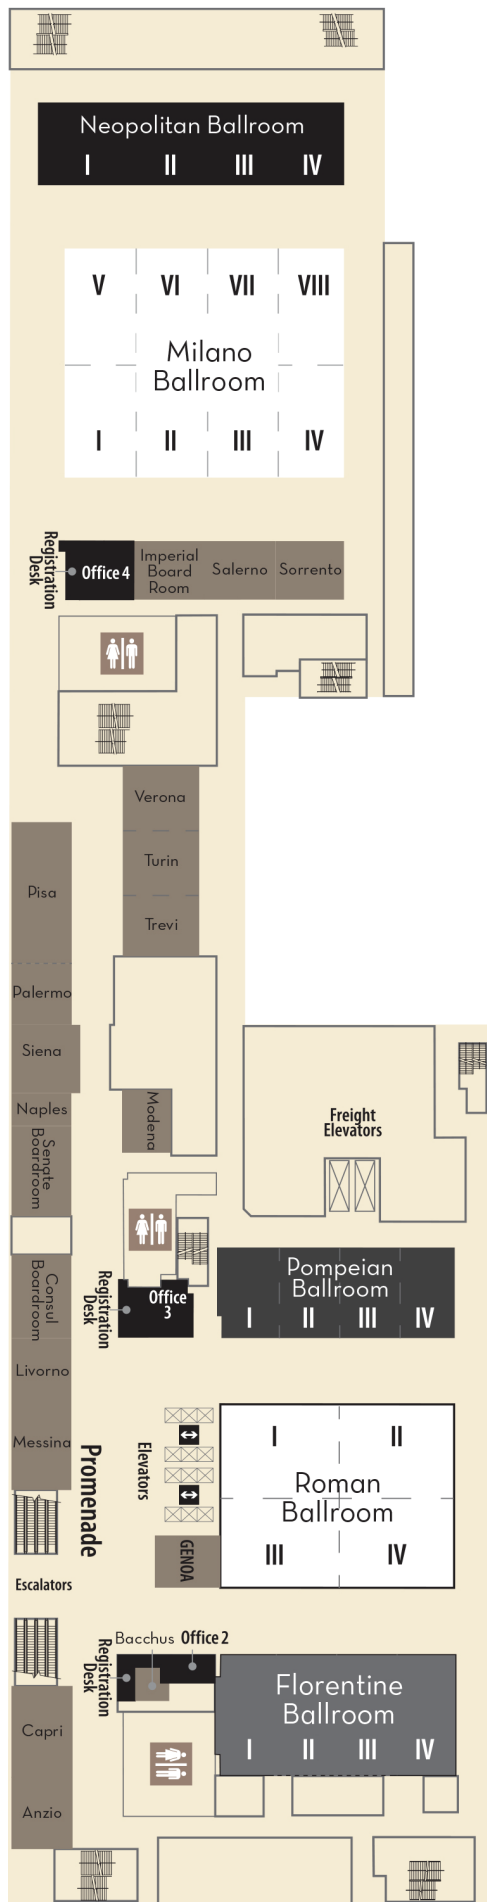 Neopolitan Ballroom
I II III IV
V VI VII VIII
Milano
Ballroom
I II III IV
Registration
Desk
Office 4
Imperial
Board
Room
Salerno
Sorrento
Verona
Turin
Trevi
Pisa
Palermo
Siena
Naples
Senate
Boardroom
Modena
Freight
Elevators
Consul
Boardroom
Registration
Desk
Office
3
Pompeian
Ballroom
I II III IV
Livorno
Messina
Promenade
Elevators
I II
Roman
Ballroom
III IV
GENOA
Escalators
Bacchus Office 2
Registration
Desk
Florentine
Ballroom
I II III IV
Capri
Anzio